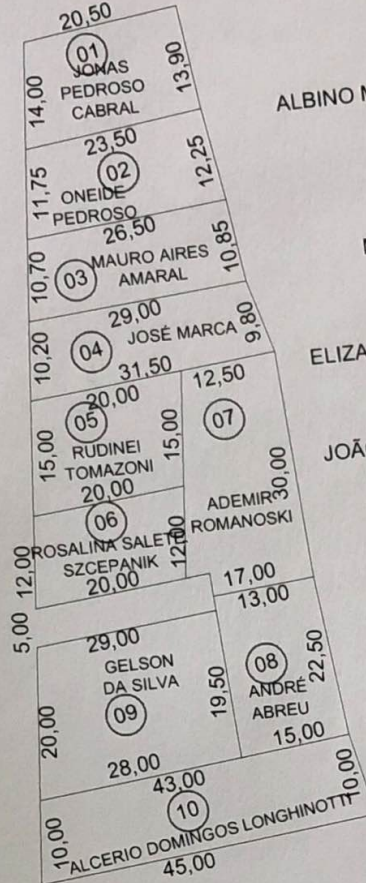 20,50
01
JONAS
PEDROSO
CABRAL
14,00
13,90
ALBINO
23,50
02
ONEIDE
PEDROSO
11,75
12,25
26,50
03
MAURO AIRES
AMARAL
10,70
10,85
29,00
04
JOSÉ MARCA
10,20
9,80
31,50
ELIZA
20,00
05
RUDINEI
TOMAZONI
15,00
15,00
12,50
07
ADEMIR
ROMANOSKI
30,00
17,00
20,00
06
ROSALINA SALETE
SZCEPANIK
12,00
12,00
20,00
5,00
13,00
08
ANDRÉ
ABREU
22,50
15,00
29,00
GELSON
DA SILVA
09
20,00
19,50
28,00
43,00
10
ALCERIO DOMINGOS LONGHINOTTI
10,00
10,00
45,00